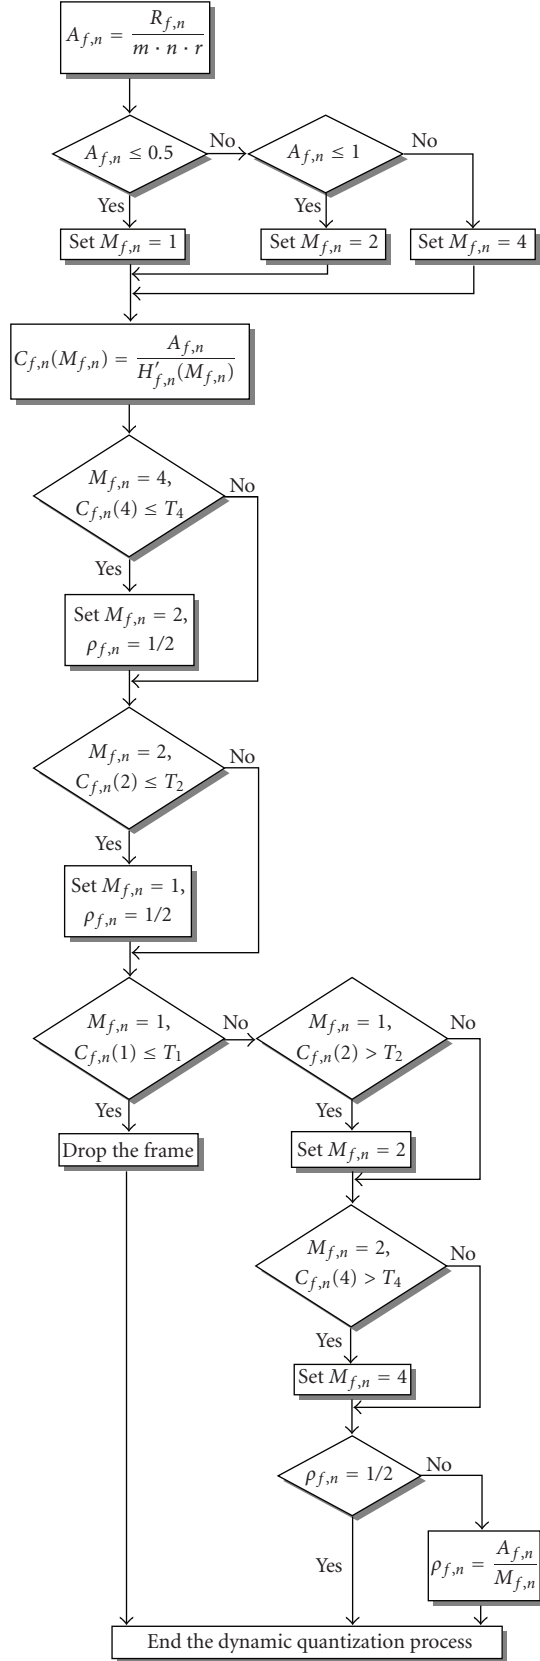 A_{f,n} = R_{f,n} / m · n · r
A_{f,n} ≤ 0.5
No
A_{f,n} ≤ 1
No
Yes
Yes
Set M_{f,n} = 1
Set M_{f,n} = 2
Set M_{f,n} = 4
C_{f,n}(M_{f,n}) = A_{f,n} / H′_{f,n}(M_{f,n})
M_{f,n} = 4,
C_{f,n}(4) ≤ T_4
No
Yes
Set M_{f,n} = 2,
ρ_{f,n} = 1/2
M_{f,n} = 2,
C_{f,n}(2) ≤ T_2
No
Yes
Set M_{f,n} = 1,
ρ_{f,n} = 1/2
M_{f,n} = 1,
C_{f,n}(1) ≤ T_1
No
M_{f,n} = 1,
C_{f,n}(2) > T_2
No
Yes
Yes
Drop the frame
Set M_{f,n} = 2
M_{f,n} = 2,
C_{f,n}(4) > T_4
No
Yes
Set M_{f,n} = 4
ρ_{f,n} = 1/2
No
Yes
ρ_{f,n} = A_{f,n} / M_{f,n}
End the dynamic quantization process